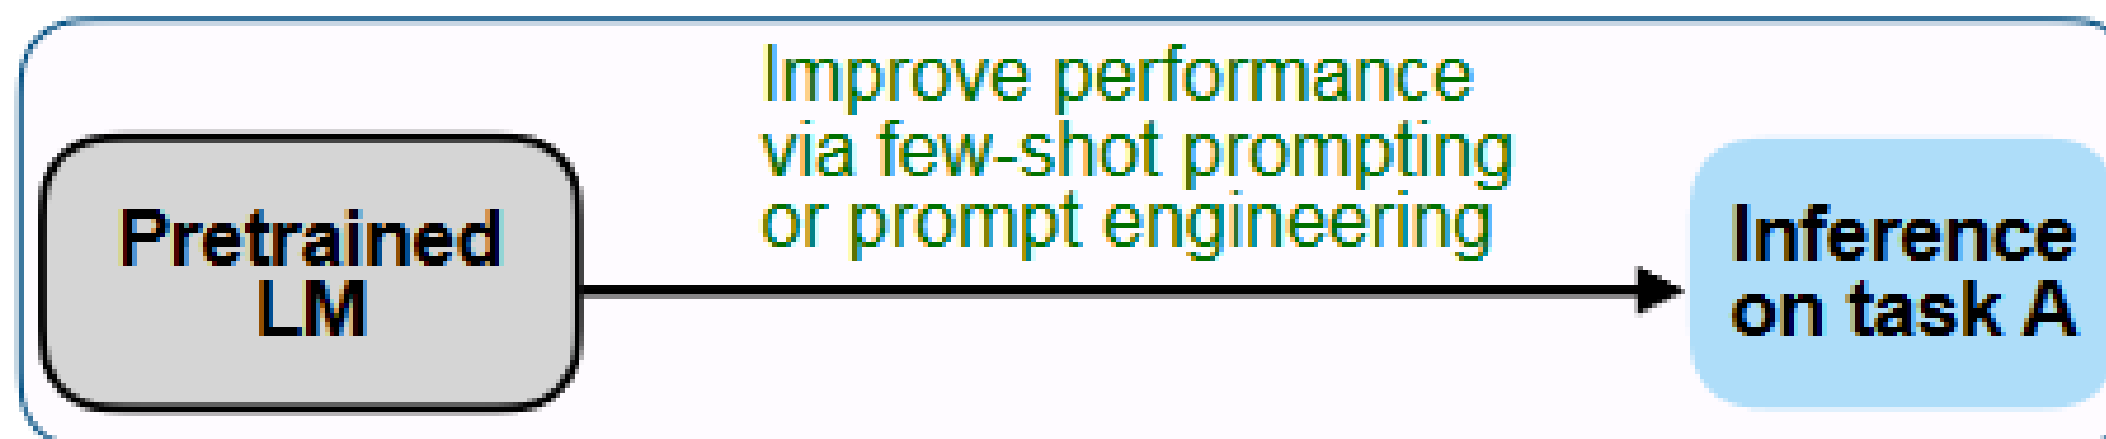 Improve performance
via few-shot prompting
or prompt engineering
Pretrained
LM
Inference
on task A